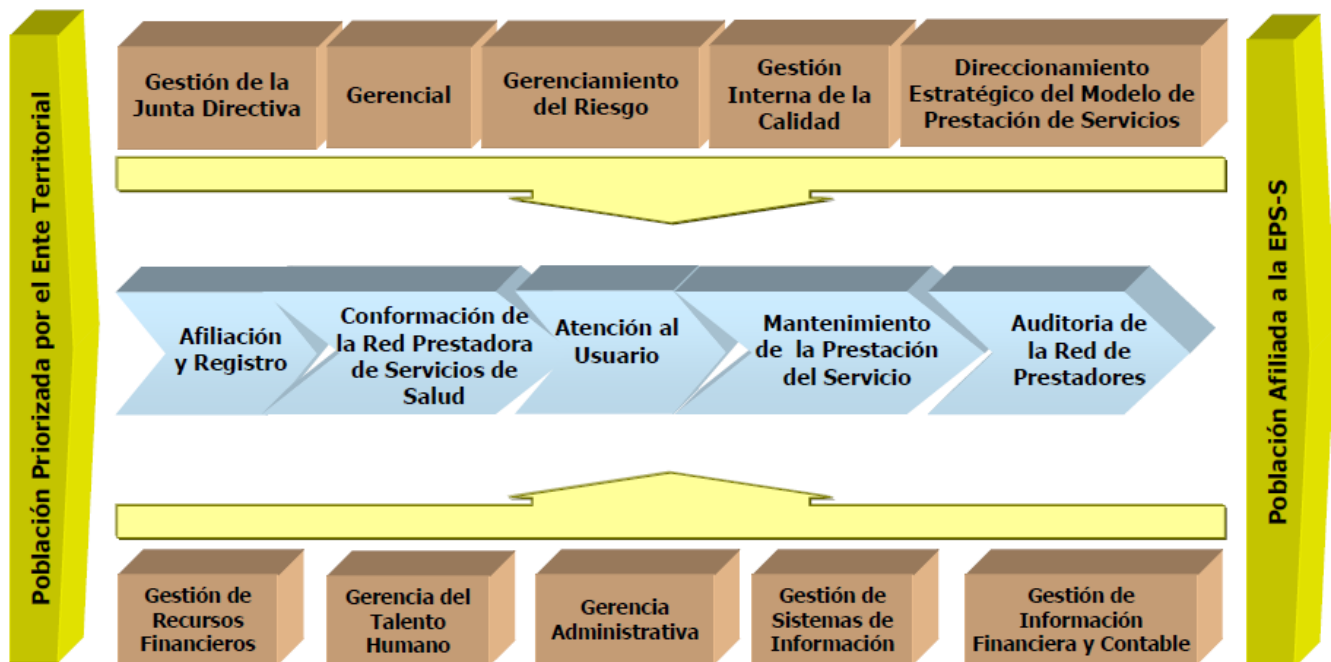 Población Priorizada por el Ente Territorial
Gestión de la
Junta Directiva
Gerencial
Gerenciamiento
del Riesgo
Gestión
Interna de la
Calidad
Direccionamiento
Estratégico del Modelo de
Prestación de Servicios
Afiliación
y Registro
Conformación de
la Red Prestadora
de Servicios de
Salud
Atención al
Usuario
Mantenimiento
de la Prestación
del Servicio
Auditoria de
la Red de
Prestadores
Gestión de
Recursos
Financieros
Gerencia del
Talento
Humano
Gerencia
Administrativa
Gestión de
Sistemas de
Información
Gestión de
Información
Financiera y Contable
Población Afiliada a la EPS-S